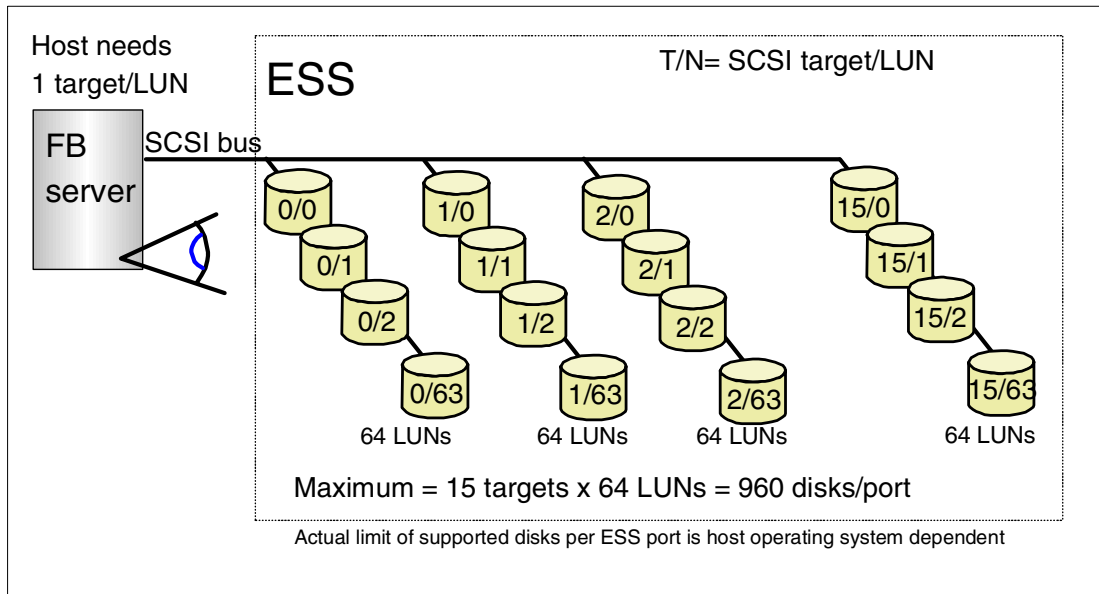 Host needs
1 target/LUN
ESS
T/N= SCSI target/LUN
FB
server
SCSI bus
0/0
1/0
2/0
15/0
0/1
1/1
2/1
15/1
0/2
1/2
2/2
15/2
0/63
1/63
2/63
15/63
64 LUNs
64 LUNs
64 LUNs
64 LUNs
Maximum = 15 targets x 64 LUNs = 960 disks/port
Actual limit of supported disks per ESS port is host operating system dependent